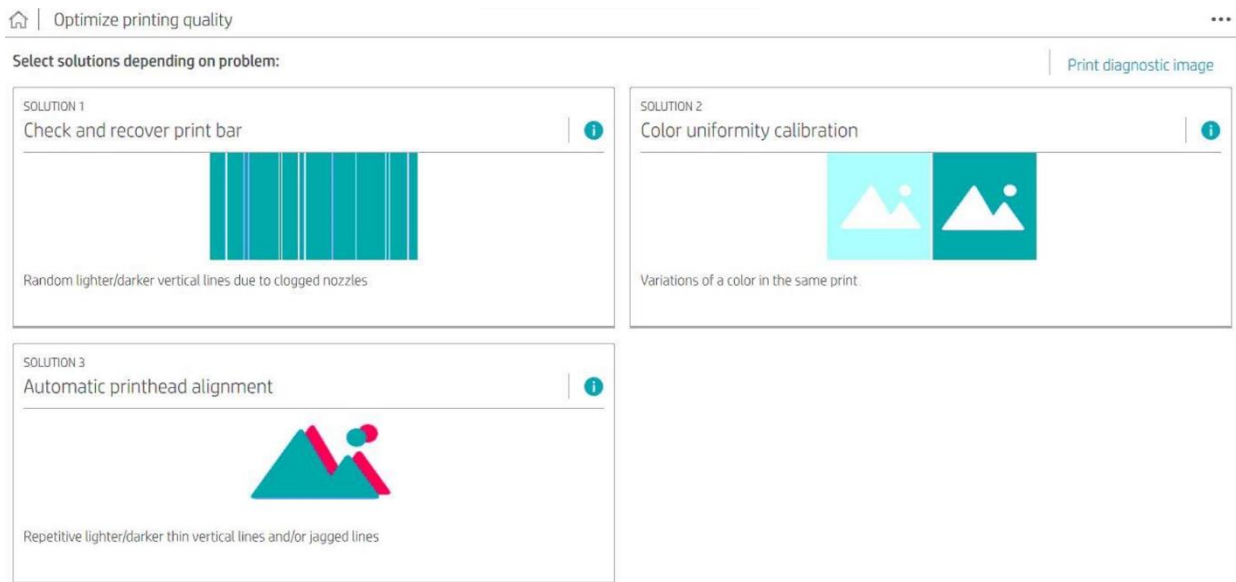 Optimize printing quality
•••
Select solutions depending on problem:
Print diagnostic image
SOLUTION 1
Check and recover print bar
i
Random lighter/darker vertical lines due to clogged nozzles
SOLUTION 2
Color uniformity calibration
i
Variations of a color in the same print
SOLUTION 3
Automatic printhead alignment
i
Repetitive lighter/darker thin vertical lines and/or jagged lines